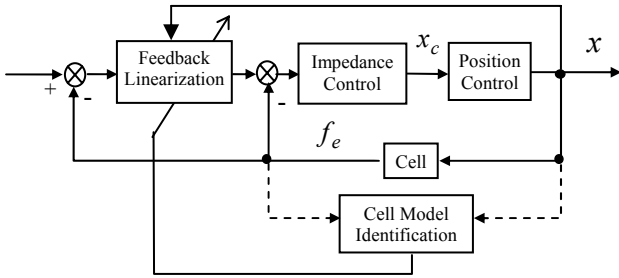 Feedback
Linearization
Impedance
Control
x_c
Position
Control
x
+
-
-
f_e
Cell
Cell Model
Identification